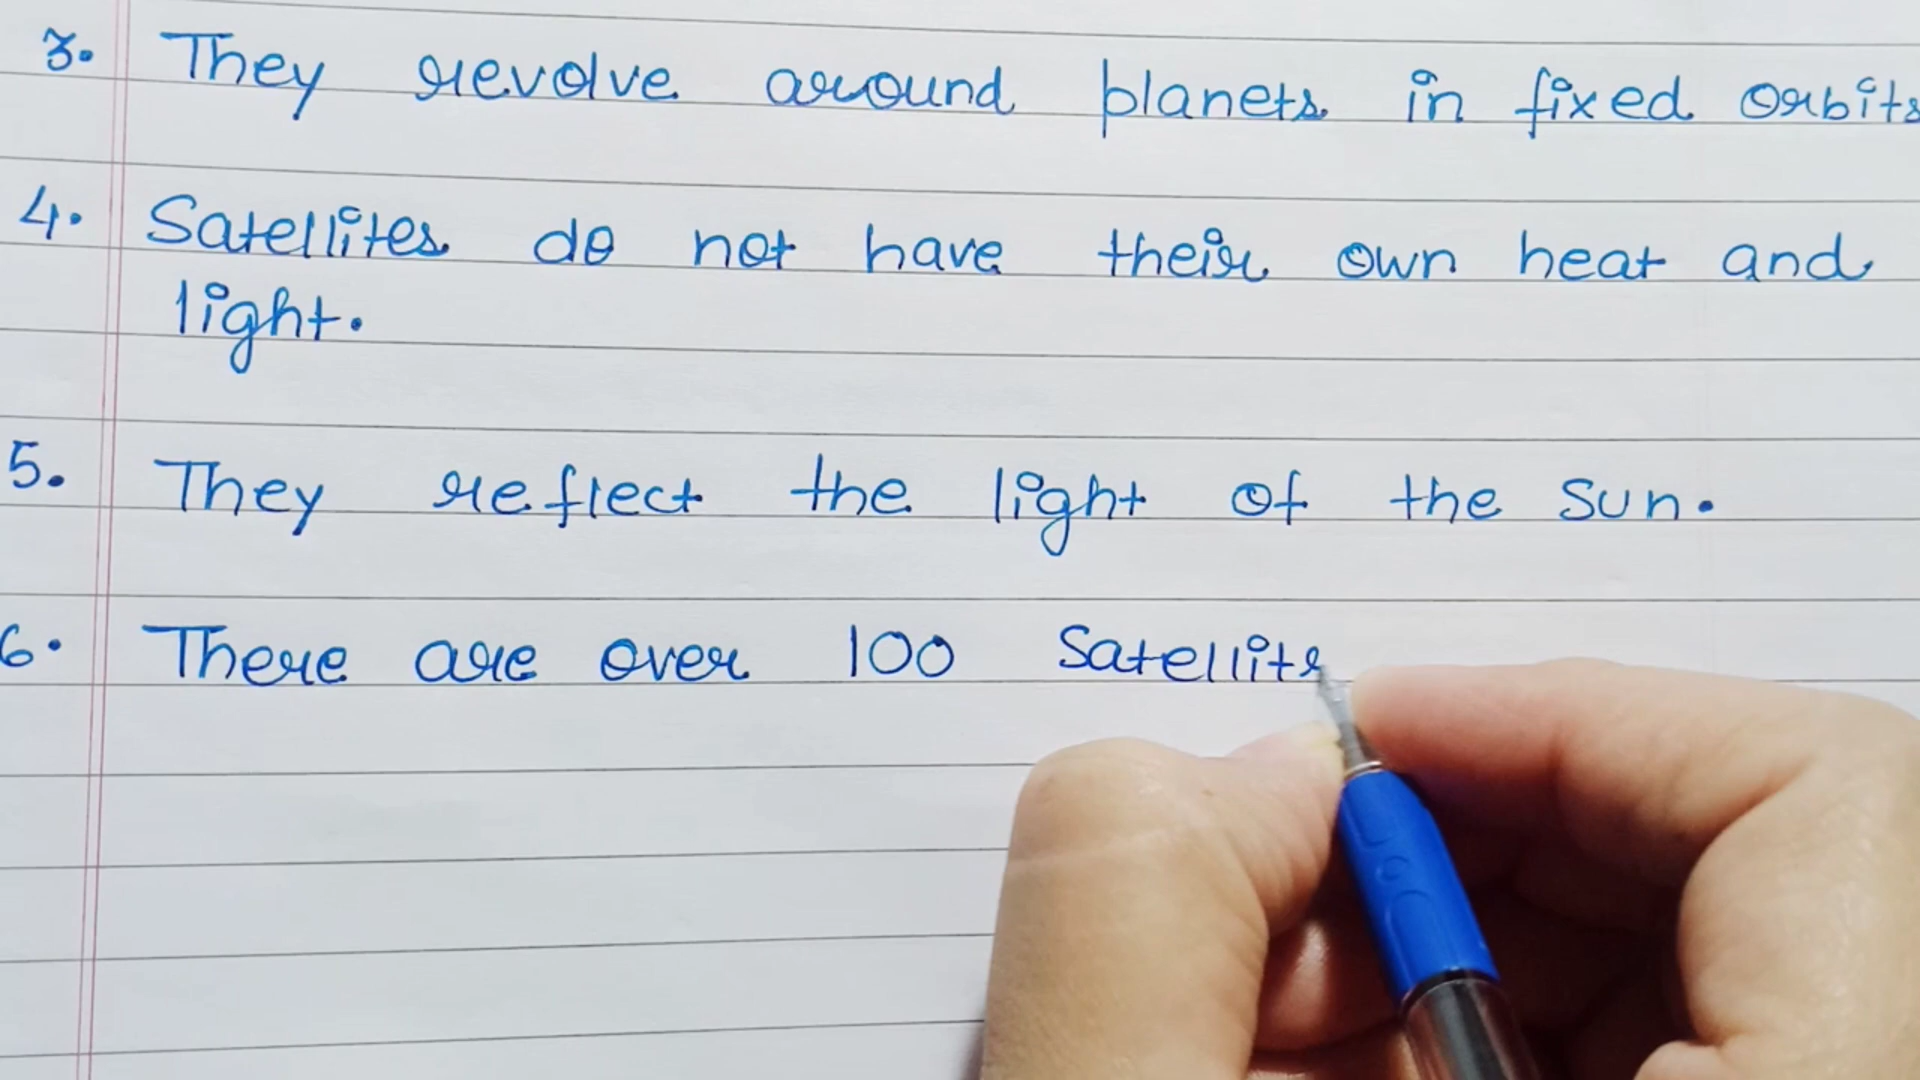 3. They revolve around planets in fixed orbits
4. Satellites do not have their own heat and
light.
5. They reflect the light of the sun.
6. There are over 100 Satellite